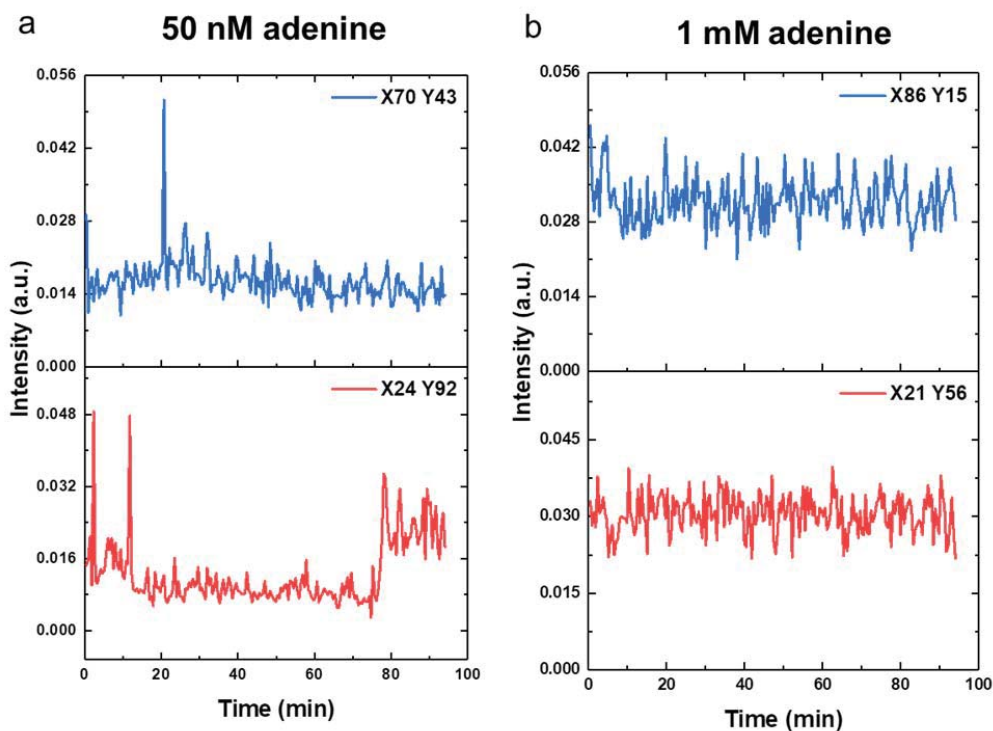 a
50 nM adenine
0.056
0.042
0.028
0.014
0.000
X70 Y43
Intensity (a.u.)
0.048
0.032
0.016
0.000
X24 Y92
0 20 40 60 80 100
Time (min)
b
1 mM adenine
0.056
0.042
0.028
0.014
0.000
X86 Y15
Intensity (a.u.)
0.045
0.030
0.015
0.000
X21 Y56
0 20 40 60 80 100
Time (min)